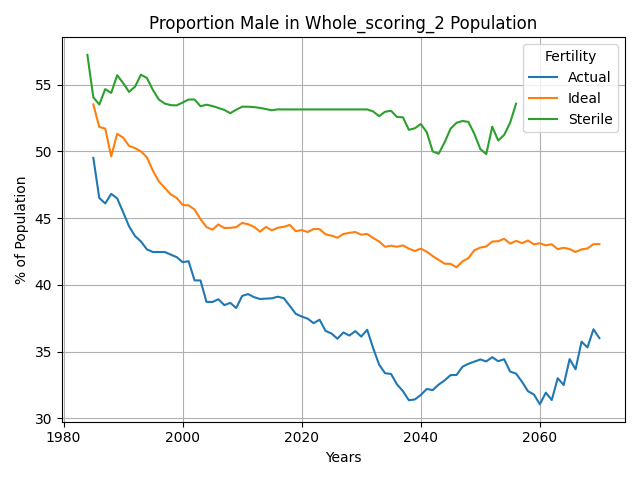 Proportion Male in Whole_scoring_2 Population
Fertility
Actual
Ideal
Sterile
% of Population
55
50
45
40
35
30
1980
2000
2020
2040
2060
Years